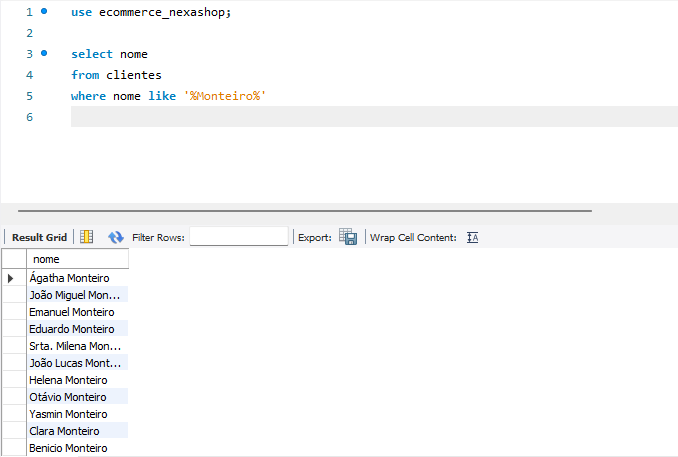 1 use ecommerce_nexashop;
2
3 select nome
4 from clientes
5 where nome like '%Monteiro%'
6
Result Grid Filter Rows: Export: Wrap Cell Content:
nome
Ágatha Monteiro
João Miguel Mon...
Emanuel Monteiro
Eduardo Monteiro
Srta. Milena Mon...
João Lucas Mont...
Helena Monteiro
Otávio Monteiro
Yasmin Monteiro
Clara Monteiro
Benicio Monteiro